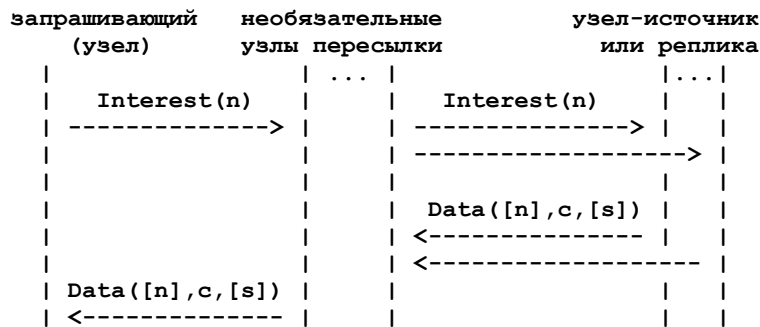 запрашивающий необязательные узел-источник
(узел) узлы пересылки или реплика
| | ... | |...|
| Interest(n) | | Interest(n) | |
| --------------> | | ---------------> | |
| | | -------------------> |
| | | | |
| | | Data([n],c,[s]) | |
| | | <--------------- | |
| | | <------------------- |
| Data([n],c,[s]) | | | |
| <-------------- | | | |